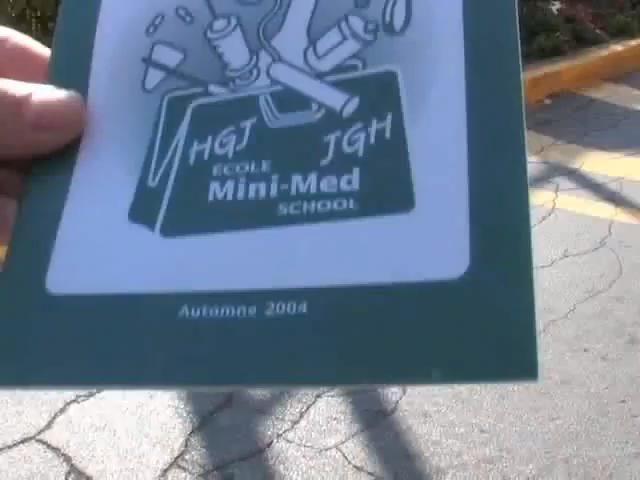 HGJ JGH
ECOLE
Mini-Med
SCHOOL
Automne 2004